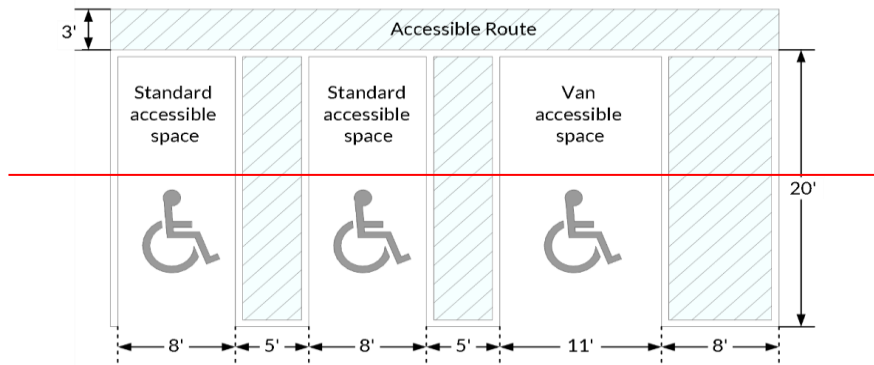 3'
Accessible Route
Standard
accessible
space
Standard
accessible
space
Van
accessible
space
20'
8'
5'
8'
5'
11'
8'